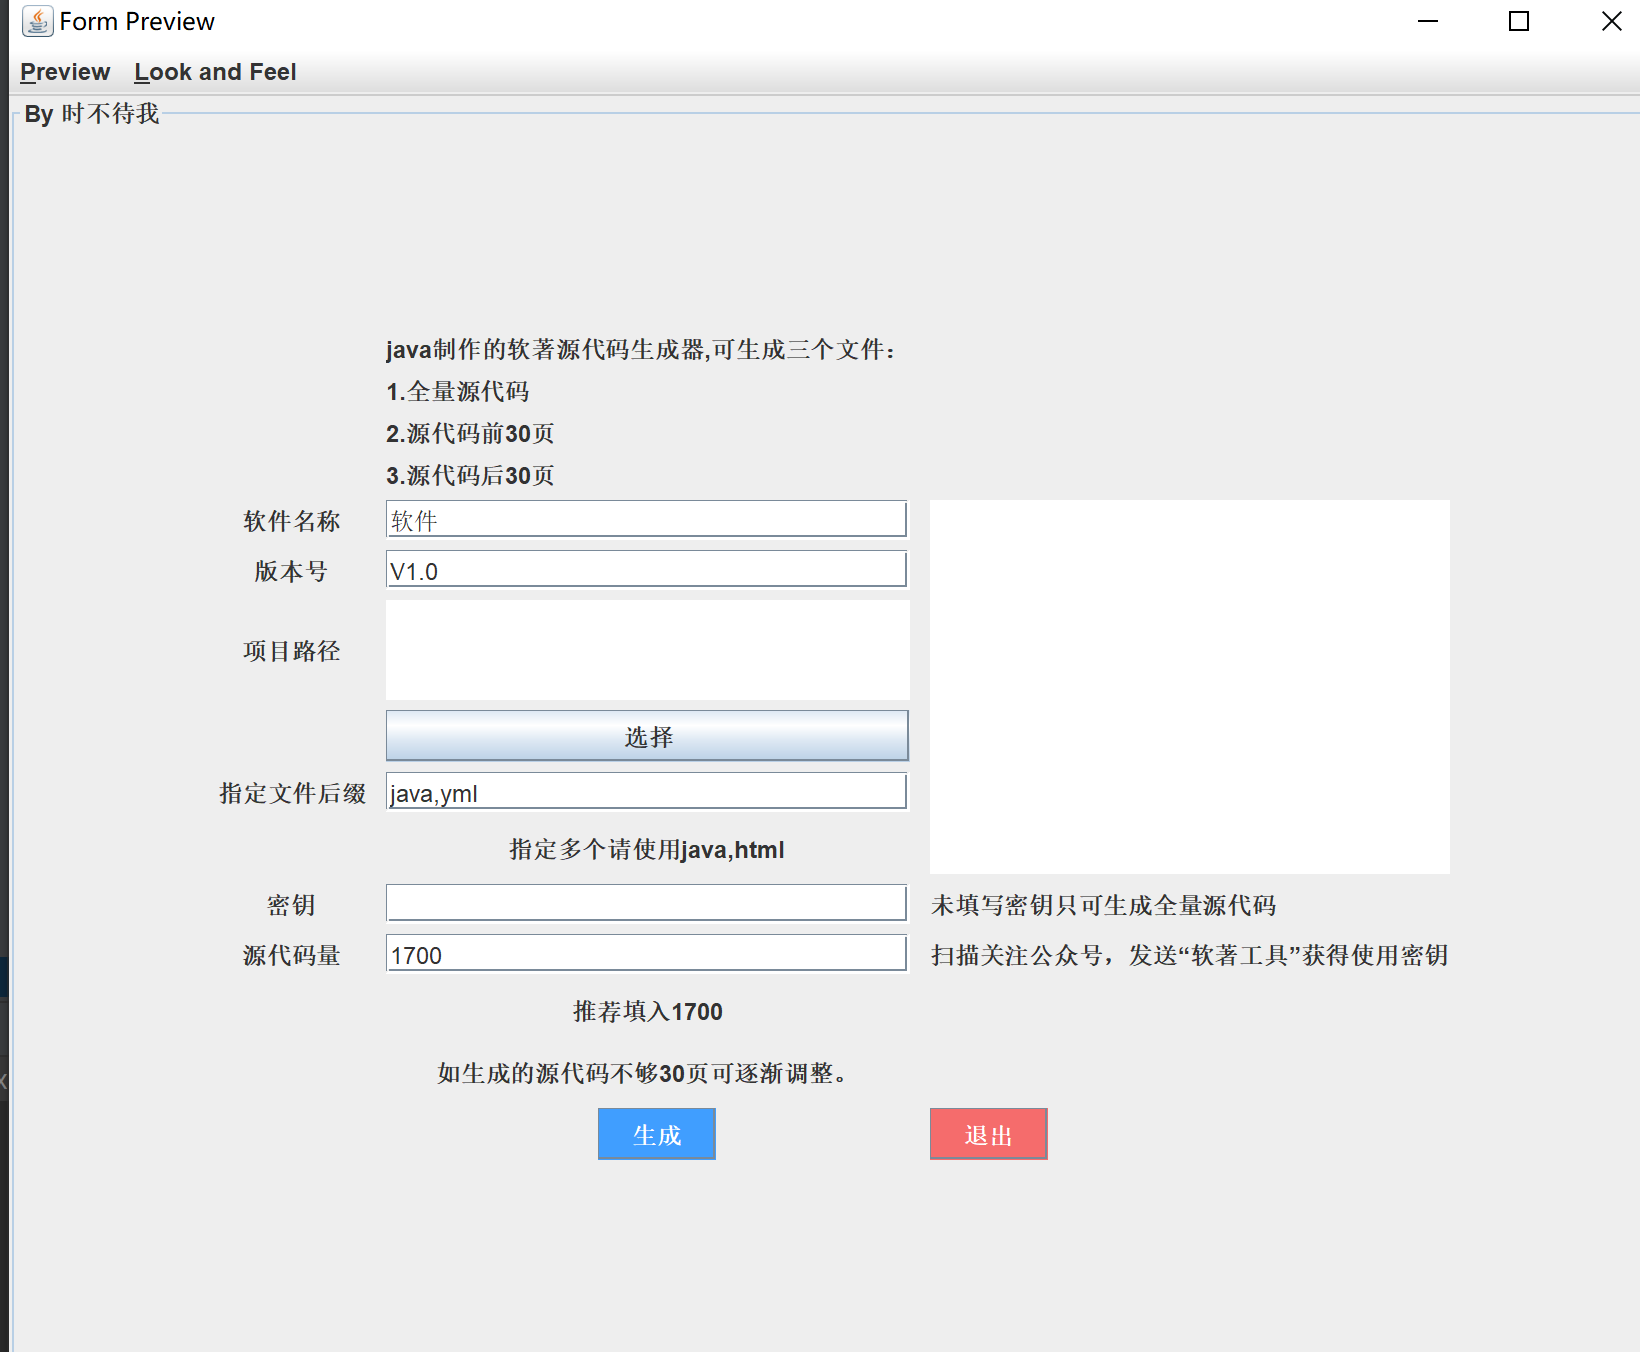 Form Preview
Preview Look and Feel
By 时不待我
java制作的软著源代码生成器,可生成三个文件：
1.全量源代码
2.源代码前30页
3.源代码后30页
软件名称 软件
版本号 V1.0
项目路径
选择
指定文件后缀 java,yml
指定多个请使用java,html
密钥 未填写密钥只可生成全量源代码
源代码量 1700 扫描关注公众号，发送“软著工具”获得使用密钥
推荐填入1700
如生成的源代码不够30页可逐渐调整。
生成 退出